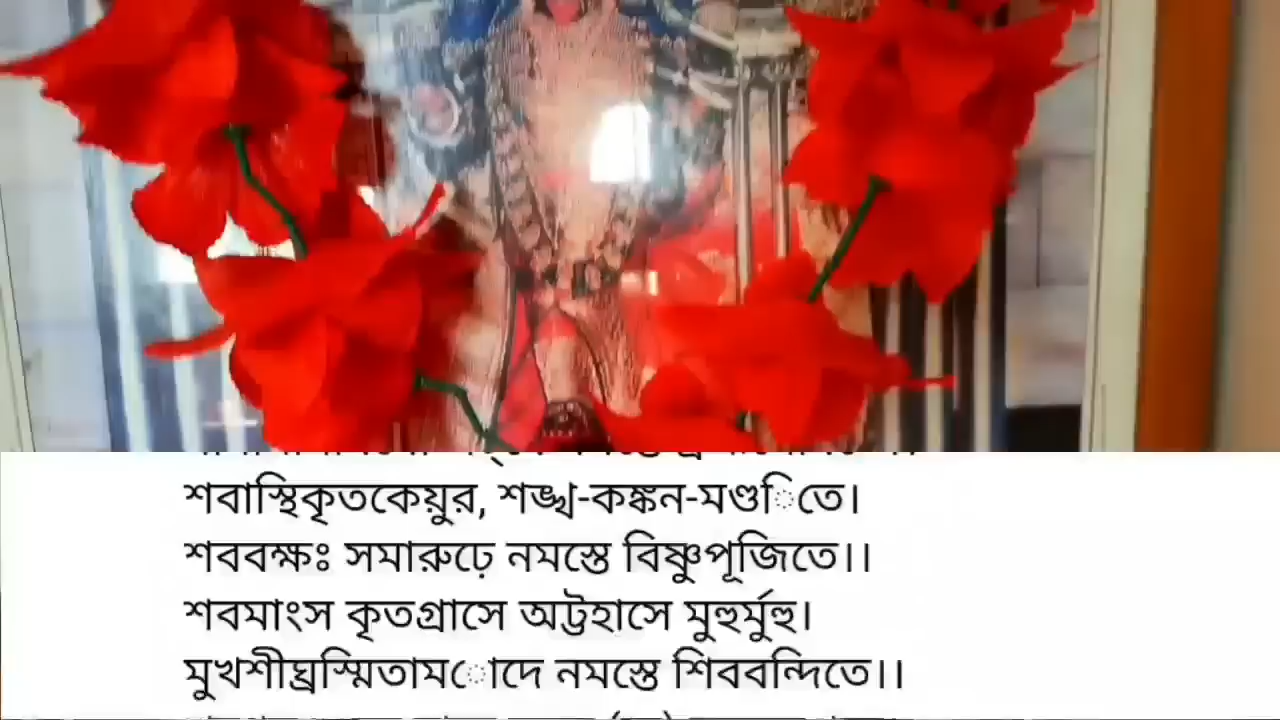 শবাস্থিকৃতকেয়ুর, শঙ্খ-কঙ্কন-মণ্ডিতে।
শববক্ষঃ সমারুঢ়ে নমস্তে বিষ্ণুপূজিতে।।
শবমাংস কৃতগ্রাসে অট্টহাসে মুহুর্মুহু।
মুখশীঘ্রস্মিতামোদে নমস্তে শিববন্দিতে।।